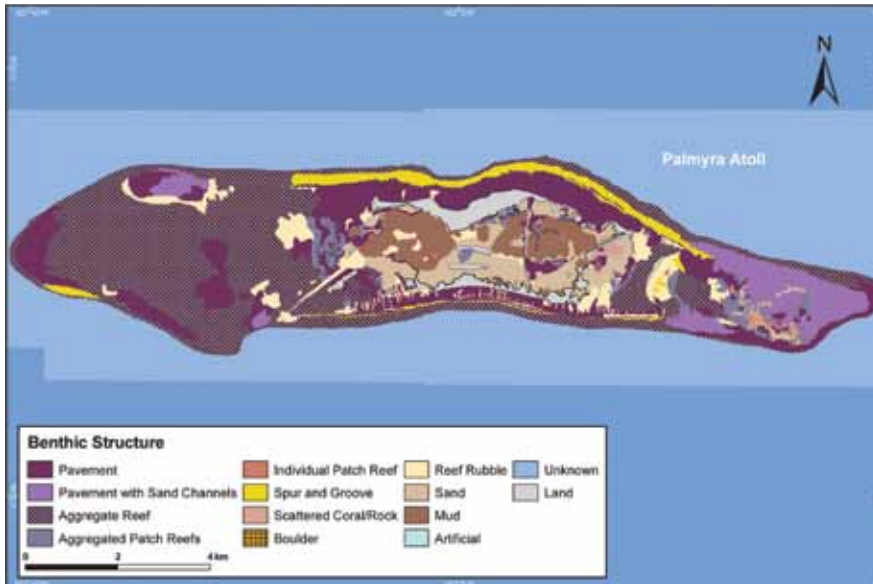 N
Palmyra Atoll
Benthic Structure
Pavement
Pavement with Sand Channels
Aggregate Reef
Aggregated Patch Reefs
Individual Patch Reef
Spur and Groove
Scattered Coral/Rock
Boulder
Reef Rubble
Sand
Mud
Artificial
Unknown
Land
0 2 4 km